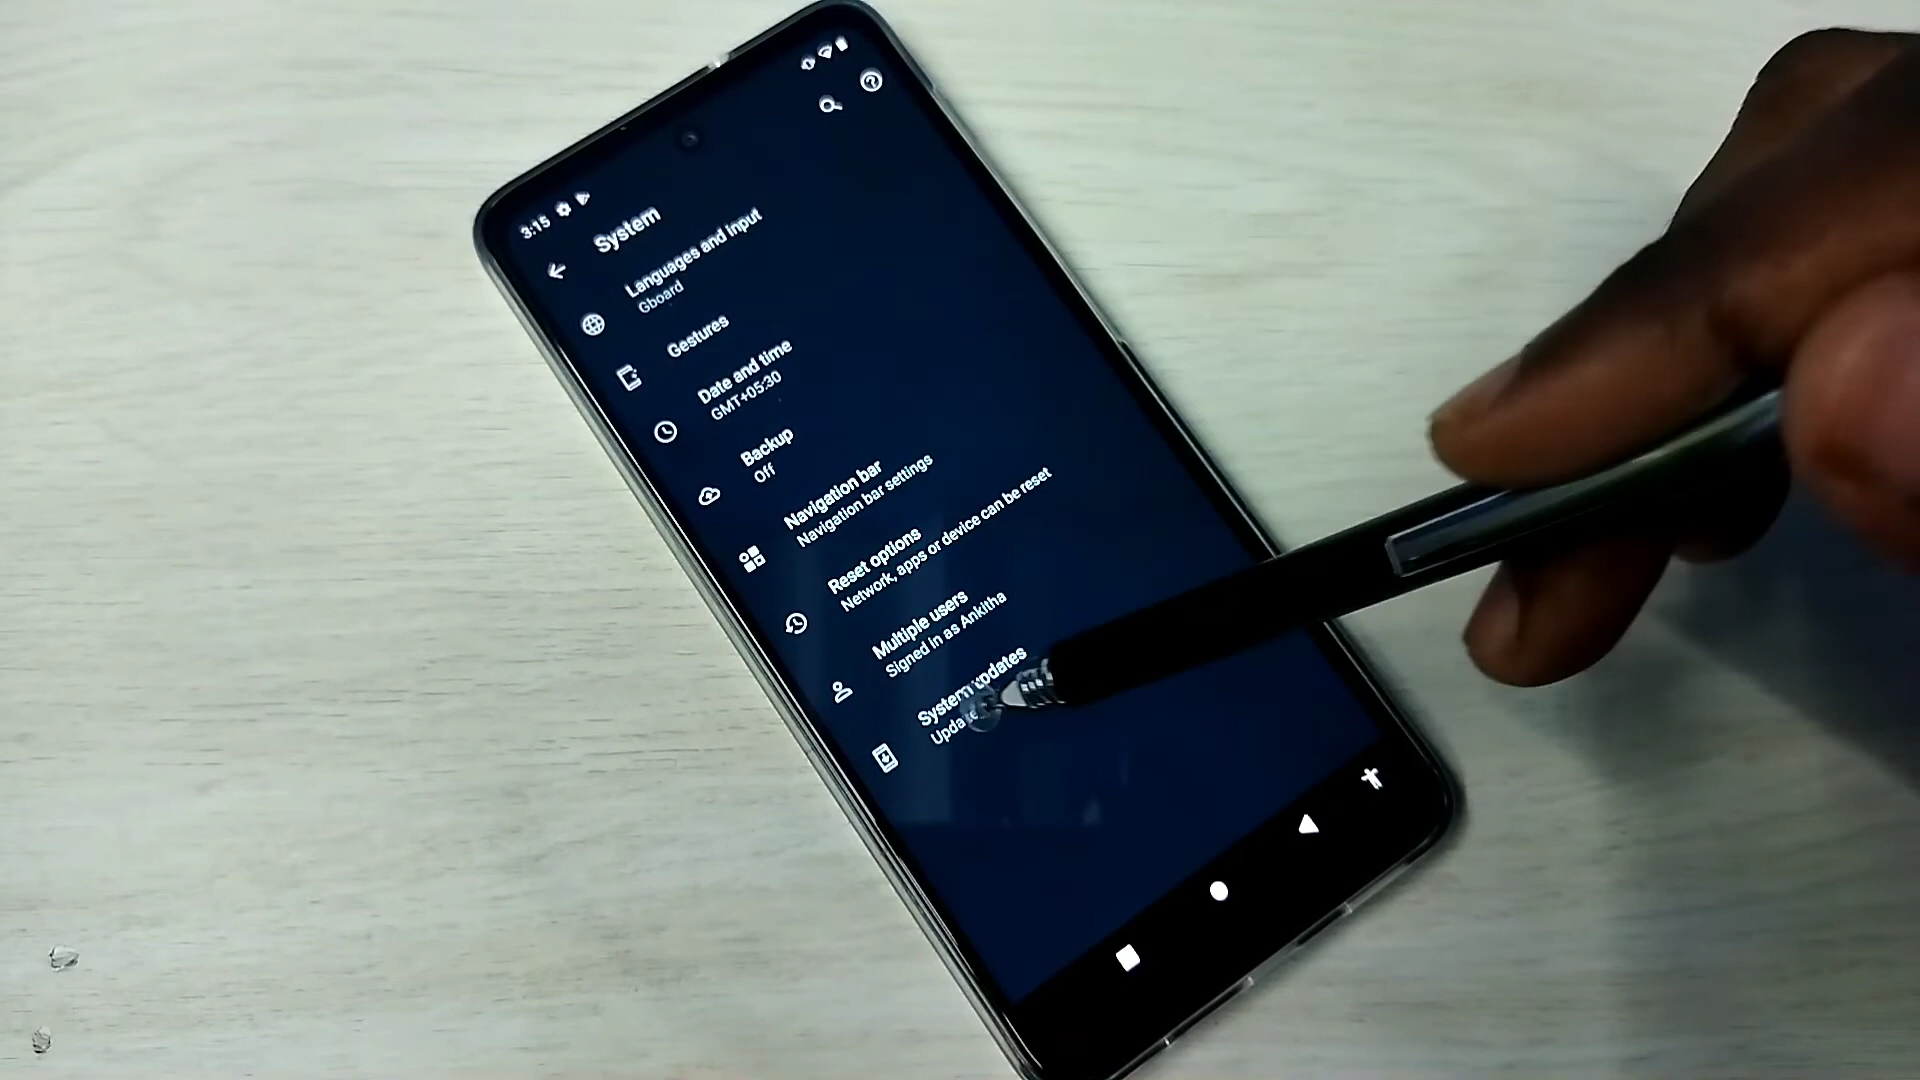 3:15
System
Languages and input
Gboard
Gestures
Date and time
GMT+05:30
Backup
Off
Navigation bar
Navigation bar settings
Reset options
Network, apps or device can be reset
Multiple users
Signed in as Ankitha
System updates